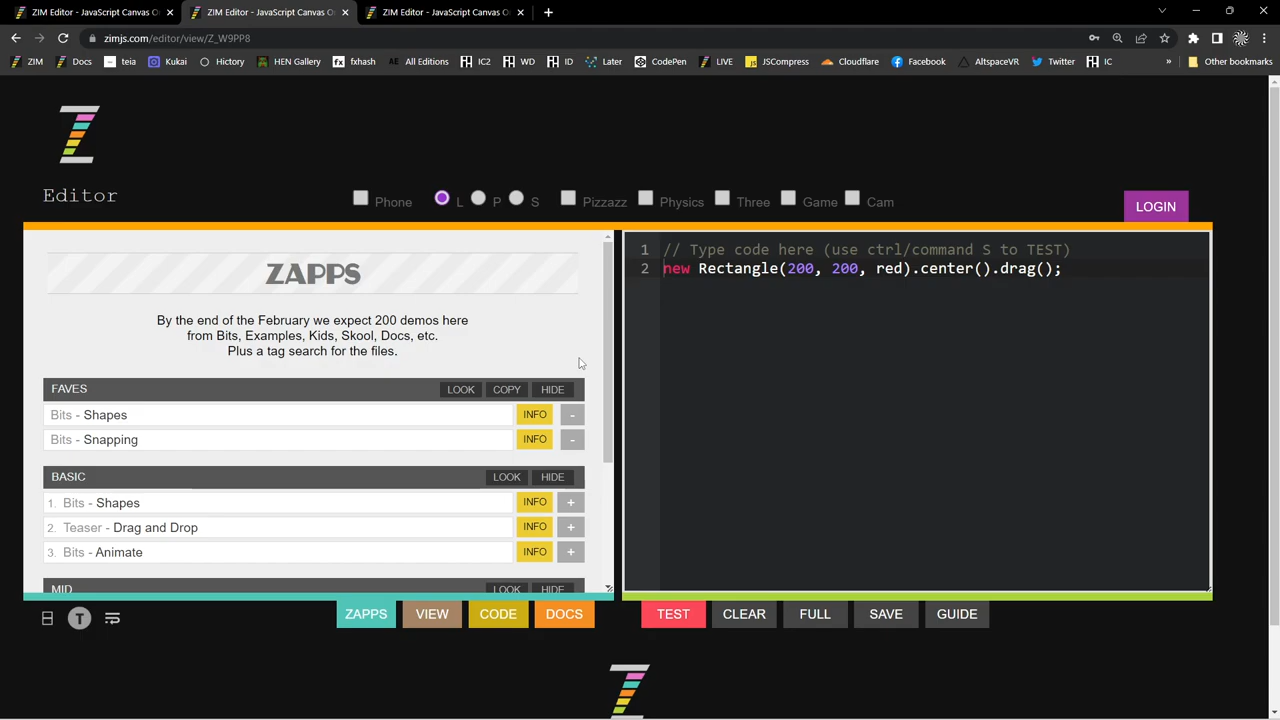 ZIM Editor - JavaScript Canvas O
ZIM Editor - JavaScript Canvas O
ZIM Editor - JavaScript Canvas O
zimjs.com/editor/view/Z_W9PP8
ZIM
Docs
teia
Kukai
Hictory
HEN Gallery
fx fxhash
AE All Editions
IC2
WD
ID
Later
CodePen
LIVE
JSCompress
Cloudflare
Facebook
AltspaceVR
Twitter
IC
»
Other bookmarks
Editor
Phone
L
P
S
Pizzazz
Physics
Three
Game
Cam
LOGIN
ZAPPS
By the end of the February we expect 200 demos here
from Bits, Examples, Kids, Skool, Docs, etc.
Plus a tag search for the files.
FAVES LOOK COPY HIDE
Bits - Shapes INFO -
Bits - Snapping INFO -
BASIC LOOK HIDE
1. Bits - Shapes INFO +
2. Teaser - Drag and Drop INFO +
3. Bits - Animate INFO +
MID LOOK HIDE
1 // Type code here (use ctrl/command S to TEST)
2 new Rectangle(200, 200, red).center().drag();
T
ZAPPS VIEW CODE DOCS
TEST CLEAR FULL SAVE GUIDE